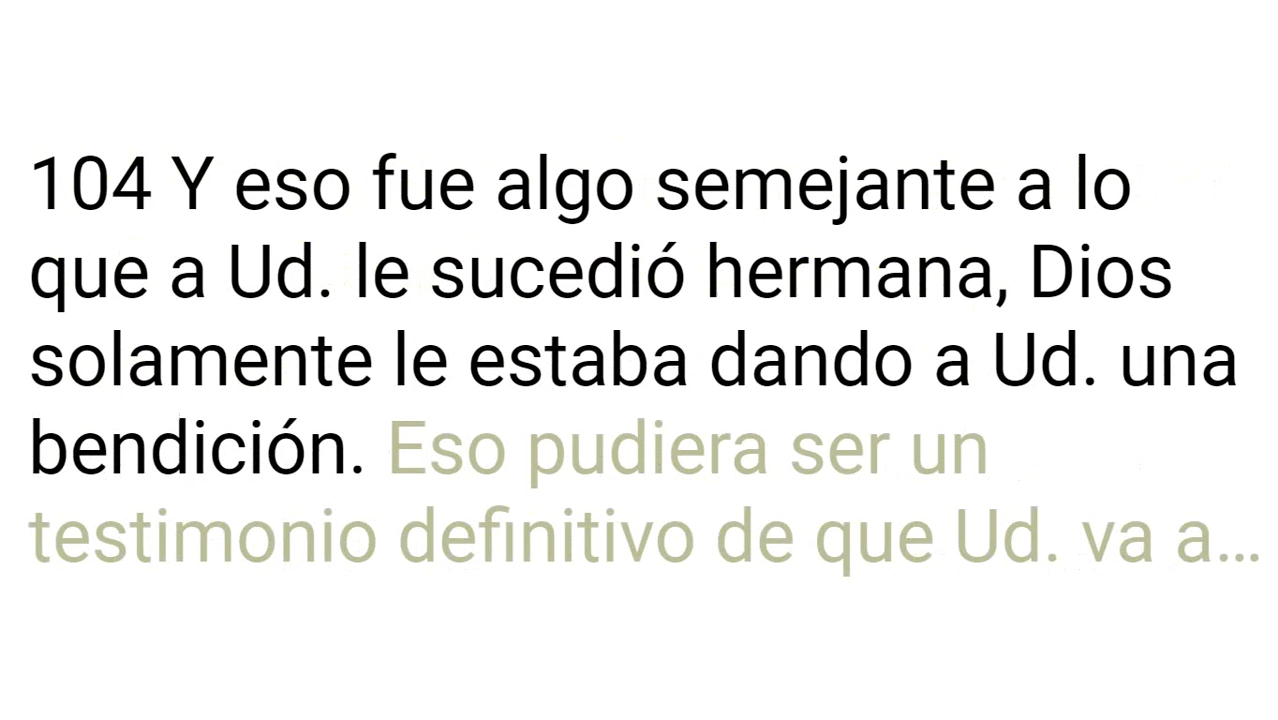 104 Y eso fue algo semejante a lo
que a Ud. le sucedió hermana, Dios
solamente le estaba dando a Ud. una
bendición. Eso pudiera ser un
testimonio definitivo de que Ud. va a...